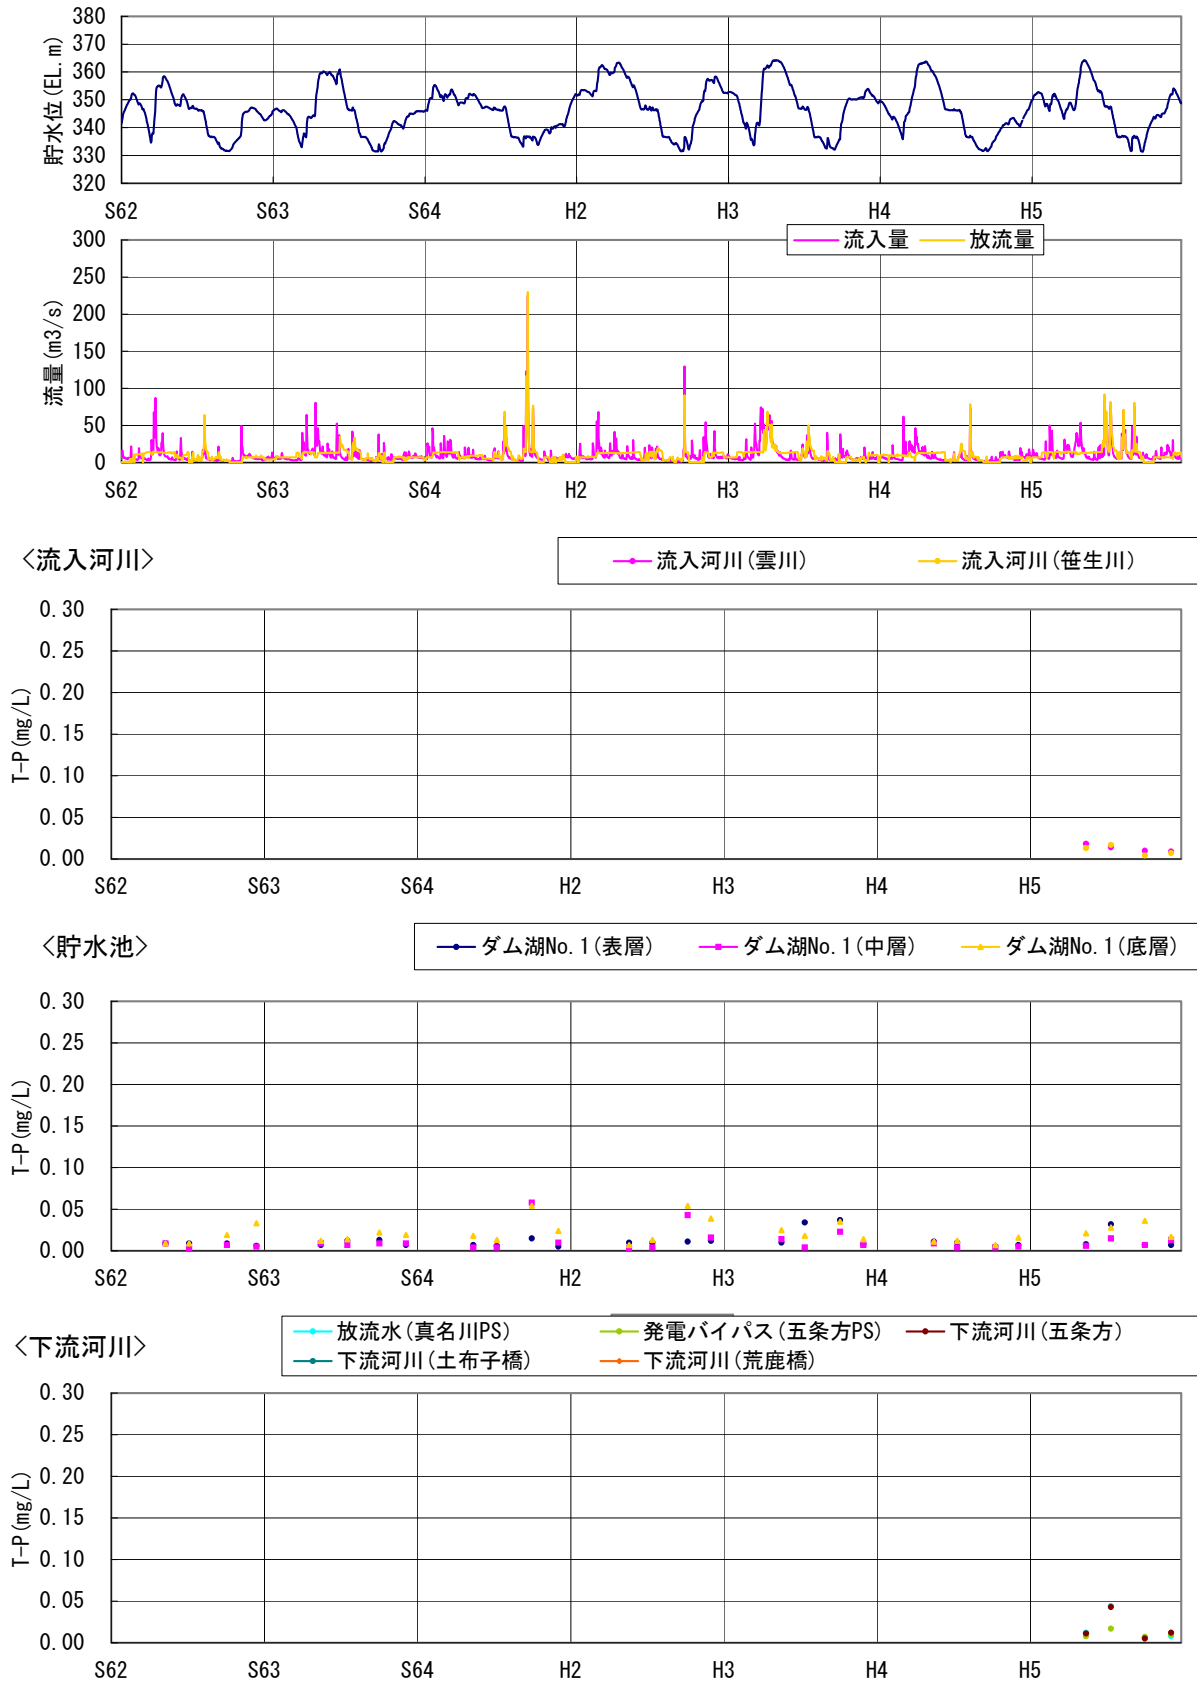 380
370
360
350
340
330
320
貯水位(EL.m)
S62 S63 S64 H2 H3 H4 H5
300
250
200
150
100
50
0
流量(m3/s)
流入量 放流量
S62 S63 S64 H2 H3 H4 H5
〈流入河川〉
流入河川(雲川) 流入河川(笹生川)
0.30
0.25
0.20
0.15
0.10
0.05
0.00
T-P(mg/L)
S62 S63 S64 H2 H3 H4 H5
〈貯水池〉
ダム湖No.1(表層) ダム湖No.1(中層) ダム湖No.1(底層)
0.30
0.25
0.20
0.15
0.10
0.05
0.00
T-P(mg/L)
S62 S63 S64 H2 H3 H4 H5
〈下流河川〉
放流水(真名川PS) 発電バイパス(五条方PS) 下流河川(五条方)
下流河川(土布子橋) 下流河川(荒鹿橋)
0.30
0.25
0.20
0.15
0.10
0.05
0.00
T-P(mg/L)
S62 S63 S64 H2 H3 H4 H5